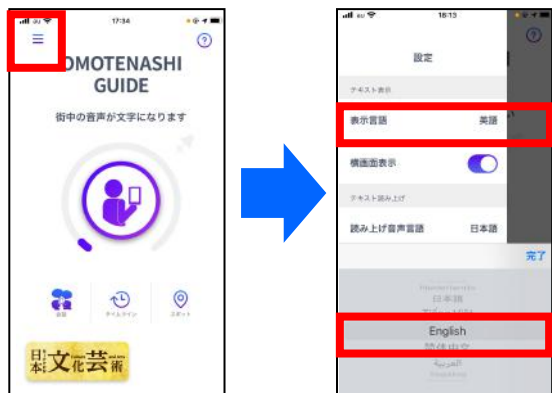 au
17:34
OMOTENASHI
GUIDE
街中の音声が文字になります
タイムライン
スポット
日本
文化芸術
au
16:13
設定
テキスト表示
表示言語 英語
横画面表示
テキスト読み上げ
読み上げ音声言語 日本語
完了
日本語
English
简体中文
العربية